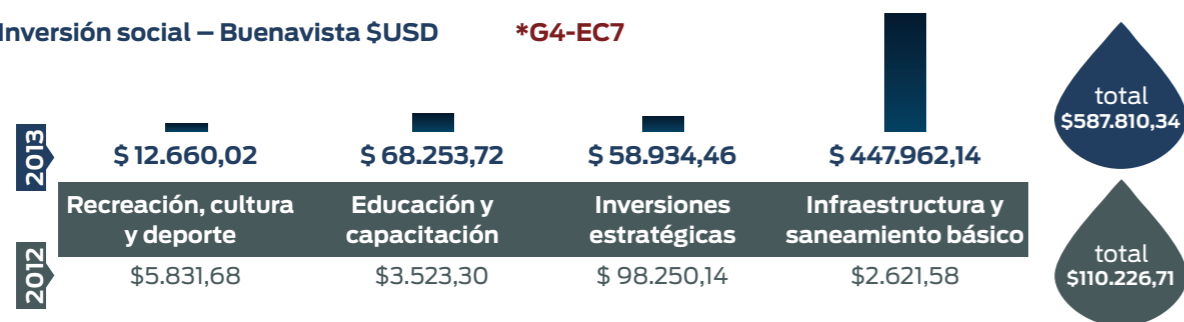 Inversión social – Buenavista $USD *G4-EC7
2013
$ 12.660,02 $ 68.253,72 $ 58.934,46 $ 447.962,14
total
$587.810,34
Recreación, cultura
y deporte
Educación y
capacitación
Inversiones
estratégicas
Infraestructura y
saneamiento básico
2012
$5.831,68 $3.523,30 $ 98.250,14 $2.621,58
total
$110.226,71